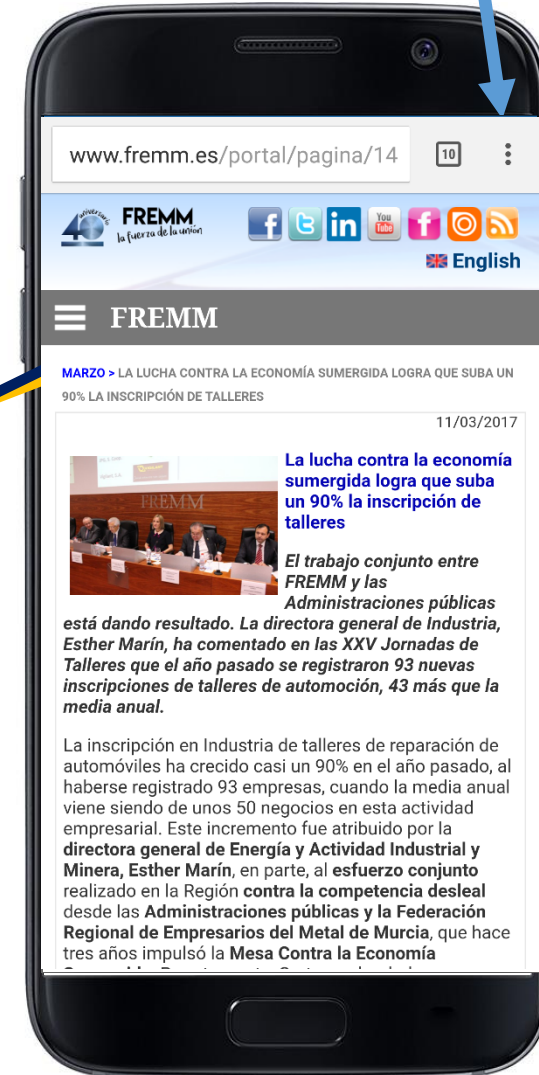 www.fremm.es/portal/pagina/14
10
40
aniversario
FREMM
la fuerza de la unión
You
Tube
English
FREMM
MARZO > LA LUCHA CONTRA LA ECONOMÍA SUMERGIDA LOGRA QUE SUBA UN
90% LA INSCRIPCIÓN DE TALLERES
11/03/2017
FREMM
La lucha contra la economía
sumergida logra que suba
un 90% la inscripción de
talleres
El trabajo conjunto entre
FREMM y las
Administraciones públicas
está dando resultado. La directora general de Industria,
Esther Marín, ha comentado en las XXV Jornadas de
Talleres que el año pasado se registraron 93 nuevas
inscripciones de talleres de automoción, 43 más que la
media anual.
La inscripción en Industria de talleres de reparación de
automóviles ha crecido casi un 90% en el año pasado, al
haberse registrado 93 empresas, cuando la media anual
viene siendo de unos 50 negocios en esta actividad
empresarial. Este incremento fue atribuido por la
directora general de Energía y Actividad Industrial y
Minera, Esther Marín, en parte, al esfuerzo conjunto
realizado en la Región contra la competencia desleal
desde las Administraciones públicas y la Federación
Regional de Empresarios del Metal de Murcia, que hace
tres años impulsó la Mesa Contra la Economía